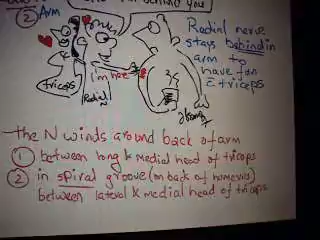 I'm behind you
② Arm
Radial nerve
stays behind in
arm to
have fun
c̄ triceps
I'm here
triceps
Radial
The N winds around back of arm
① between long & medial head of triceps
② in spiral groove (on back of humerus)
between lateral & medial head of triceps